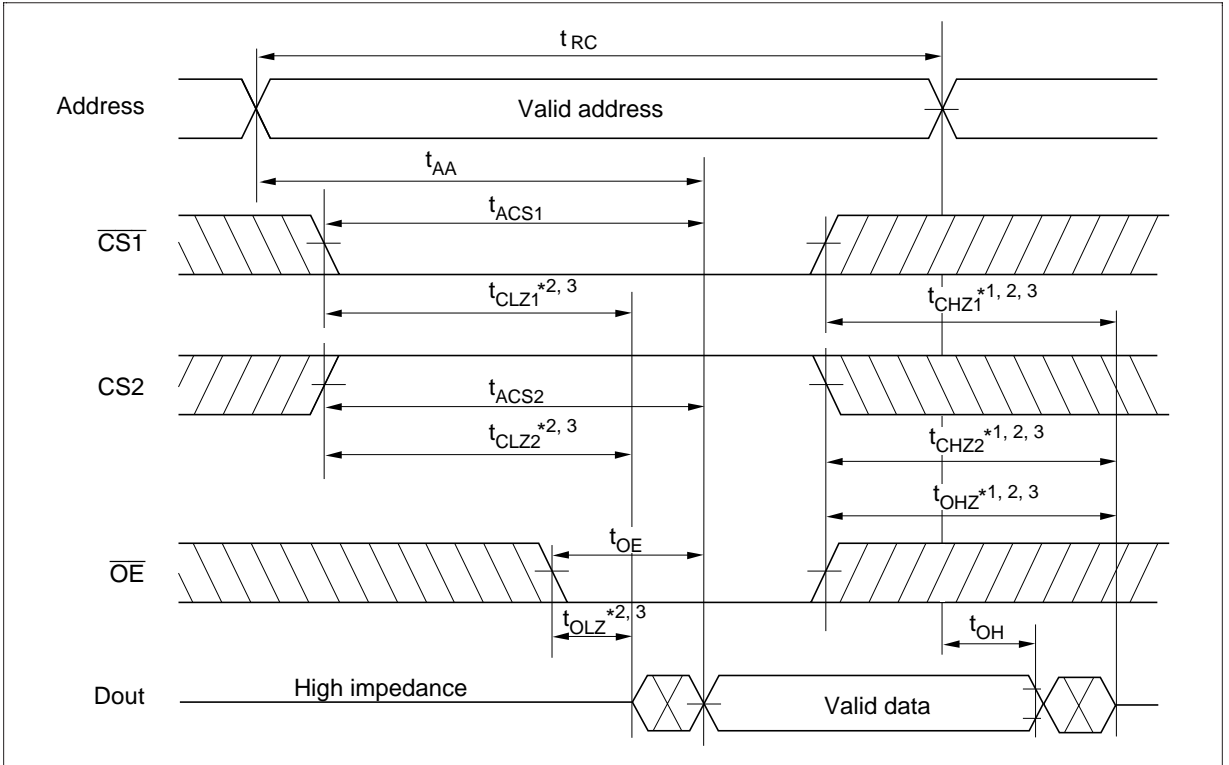 tRC
Address
Valid address
tAA
tACS1
CS1
tCLZ1*2, 3
tCHZ1*1, 2, 3
CS2
tACS2
tCLZ2*2, 3
tCHZ2*1, 2, 3
tOHZ*1, 2, 3
tOE
OE
tOLZ*2, 3
tOH
Dout
High impedance
Valid data